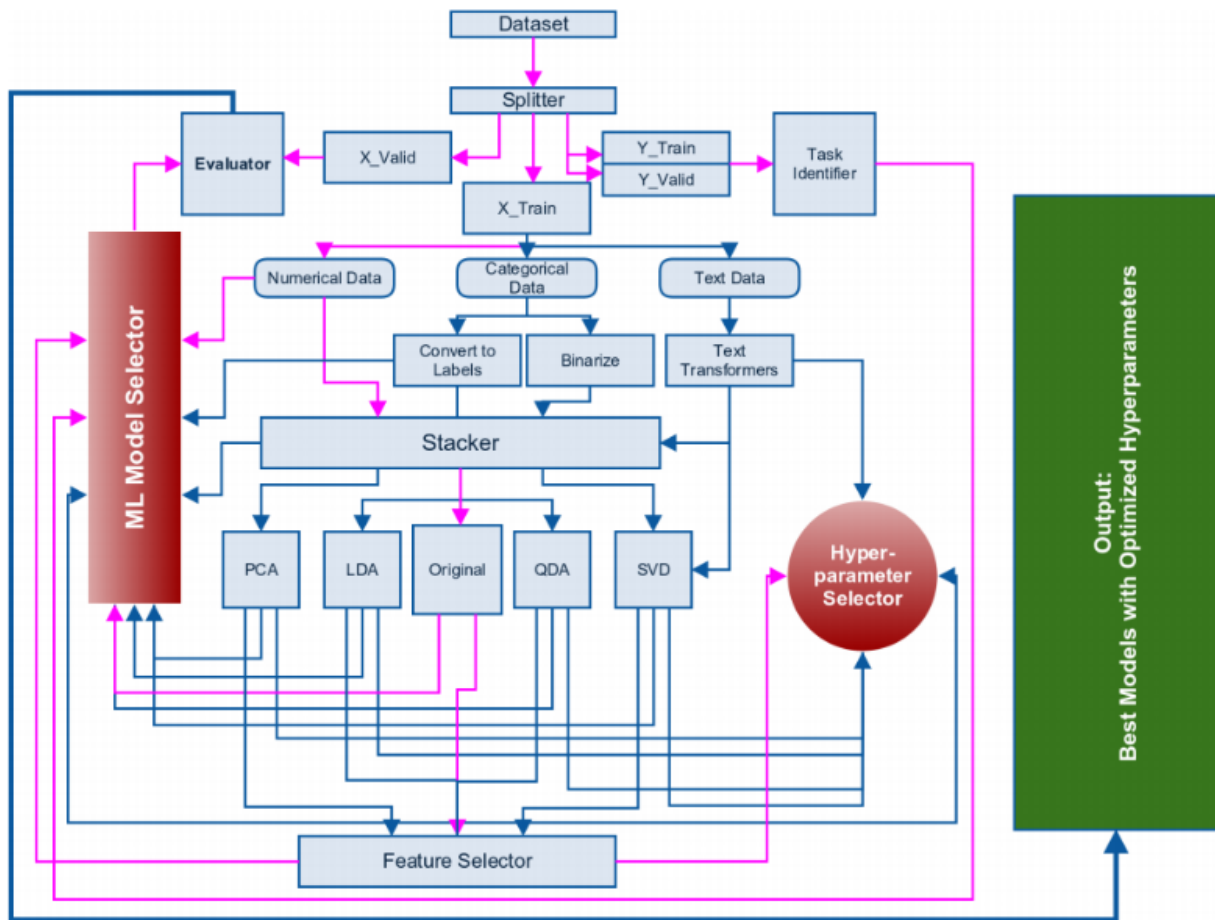 Dataset
Splitter
Evaluator
X_Valid
Y_Train
Y_Valid
Task
Identifier
X_Train
Numerical Data
Categorical
Data
Text Data
Convert to
Labels
Binarize
Text
Transformers
ML Model Selector
Stacker
PCA
LDA
Original
QDA
SVD
Hyper-
parameter
Selector
Feature Selector
Output:
Best Models with Optimized Hyperparameters